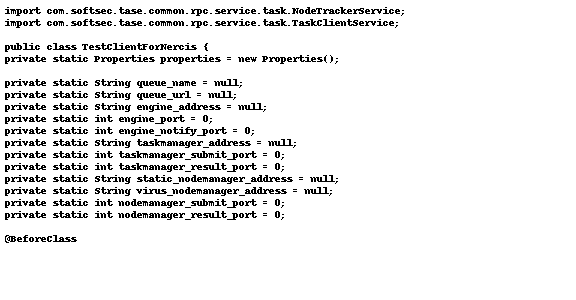 import com.softsec.tase.common.rpc.service.task.NodeTrackerService;
import com.softsec.tase.common.rpc.service.task.TaskClientService;
public class TestClientForNercis {
private static Properties properties = new Properties();
private static String queue_name = null;
private static String queue_url = null;
private static String engine_address = null;
private static int engine_port = 0;
private static int engine_notify_port = 0;
private static String taskmanager_address = null;
private static int taskmanager_submit_port = 0;
private static int taskmanager_result_port = 0;
private static String static_nodemanager_address = null;
private static String virus_nodemanager_address = null;
private static int nodemanager_submit_port = 0;
private static int nodemanager_result_port = 0;
@BeforeClass